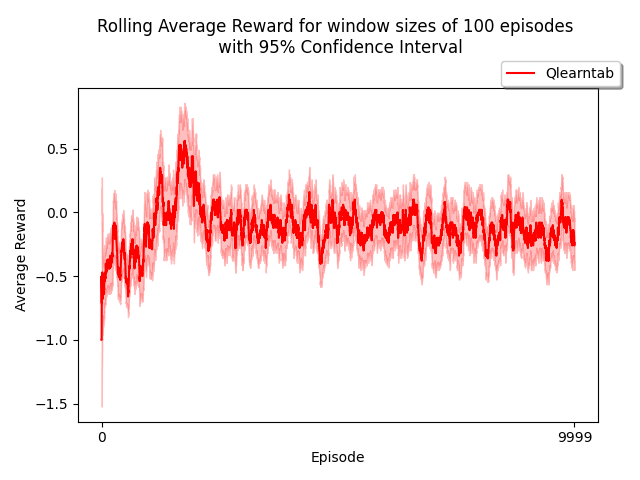 Rolling Average Reward for window sizes of 100 episodes
with 95% Confidence Interval
Qlearntab
Average Reward
0.5
0.0
−0.5
−1.0
−1.5
0
9999
Episode